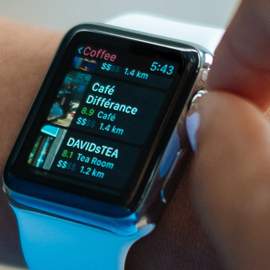 <Coffee
5:43
$$$$ 1.4 km
Café
Différance
8.9 Café
$$$$ 1.4 km
DAVIDsTEA
8.1 Tea Room
$$$$ 1.2 km